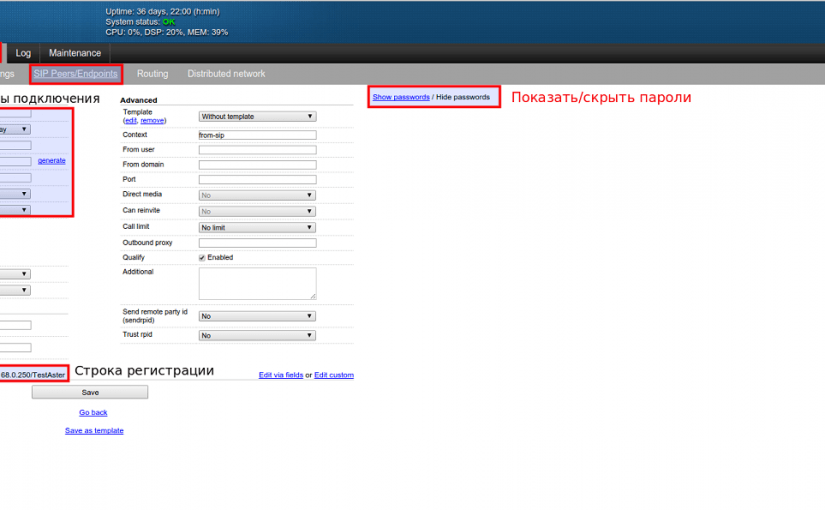 Uptime: 36 days, 22:00 (h:min)
System status: OK
CPU: 0%, DSP: 20%, MEM: 39%
Log Maintenance
ngs SIP Peers/Endpoints Routing Distributed network
ы подключения
Advanced
Show passwords / Hide passwords
Показать/скрыть пароли
Template
(edit, remove)
Without template
ay
Context from-sip
From user
generate
From domain
Port
Direct media No
Can reinvite No
Call limit No limit
Outbound proxy
Qualify Enabled
Additional
Send remote party id
(sendrpid)
No
Trust rpid No
68.0.250/TestAster
Строка регистрации
Edit via fields or Edit custom
Save
Go back
Save as template